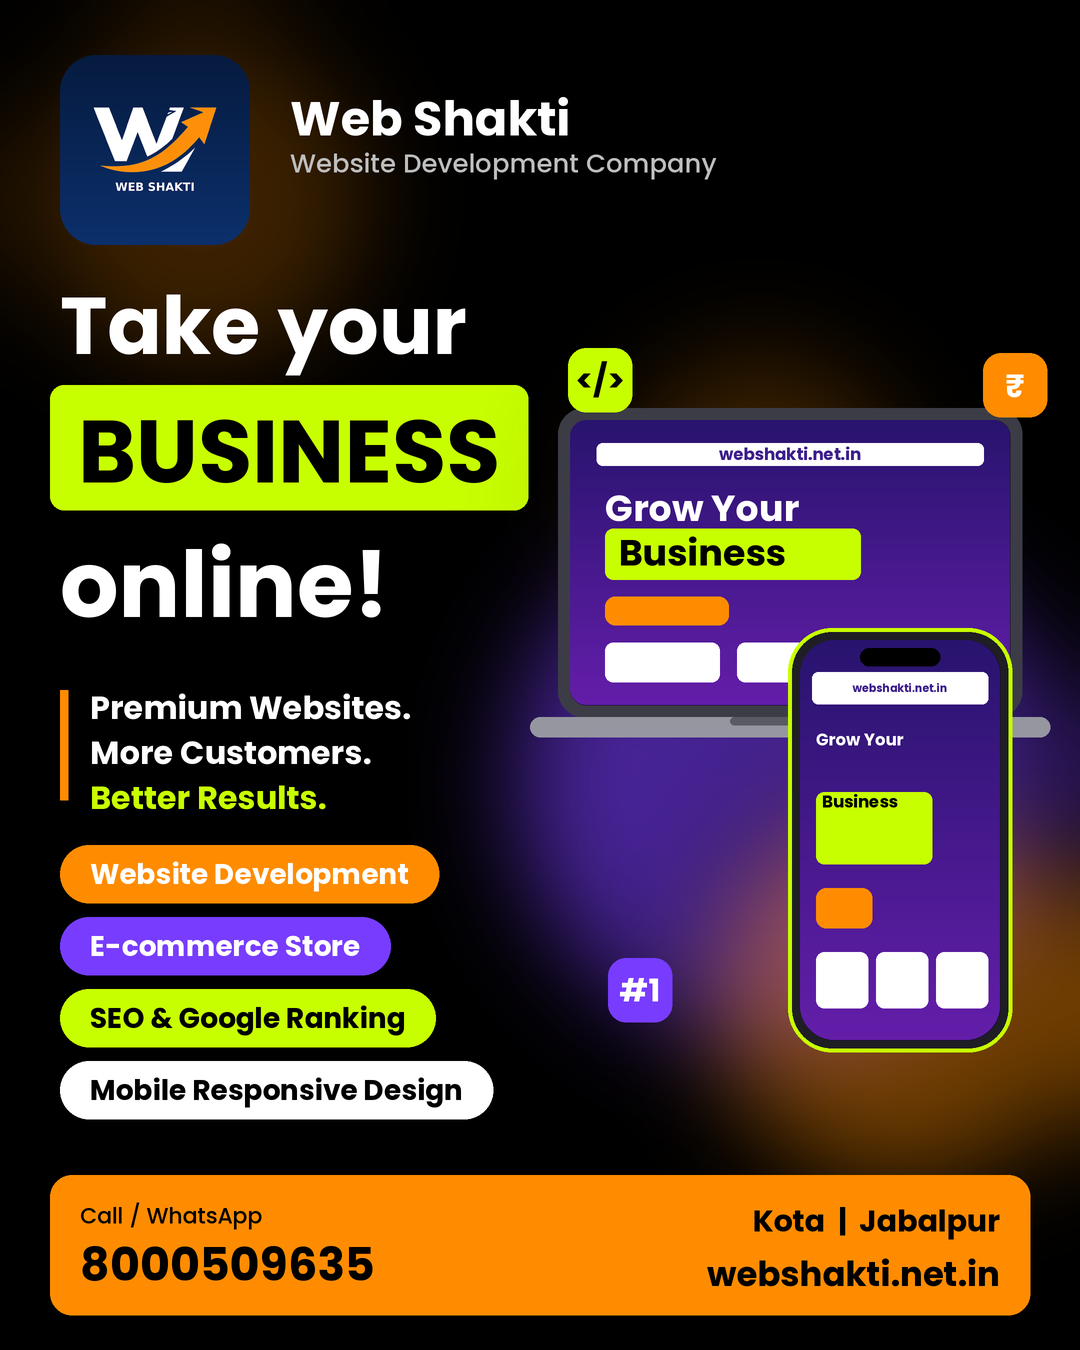 WEB SHAKTI
Web Shakti
Website Development Company
Take your
BUSINESS
online!
Premium Websites.
More Customers.
Better Results.
Website Development
E-commerce Store
SEO & Google Ranking
Mobile Responsive Design
</>
₹
webshakti.net.in
Grow Your
Business
webshakti.net.in
Grow Your
Business
#1
Call / WhatsApp
8000509635
Kota | Jabalpur
webshakti.net.in